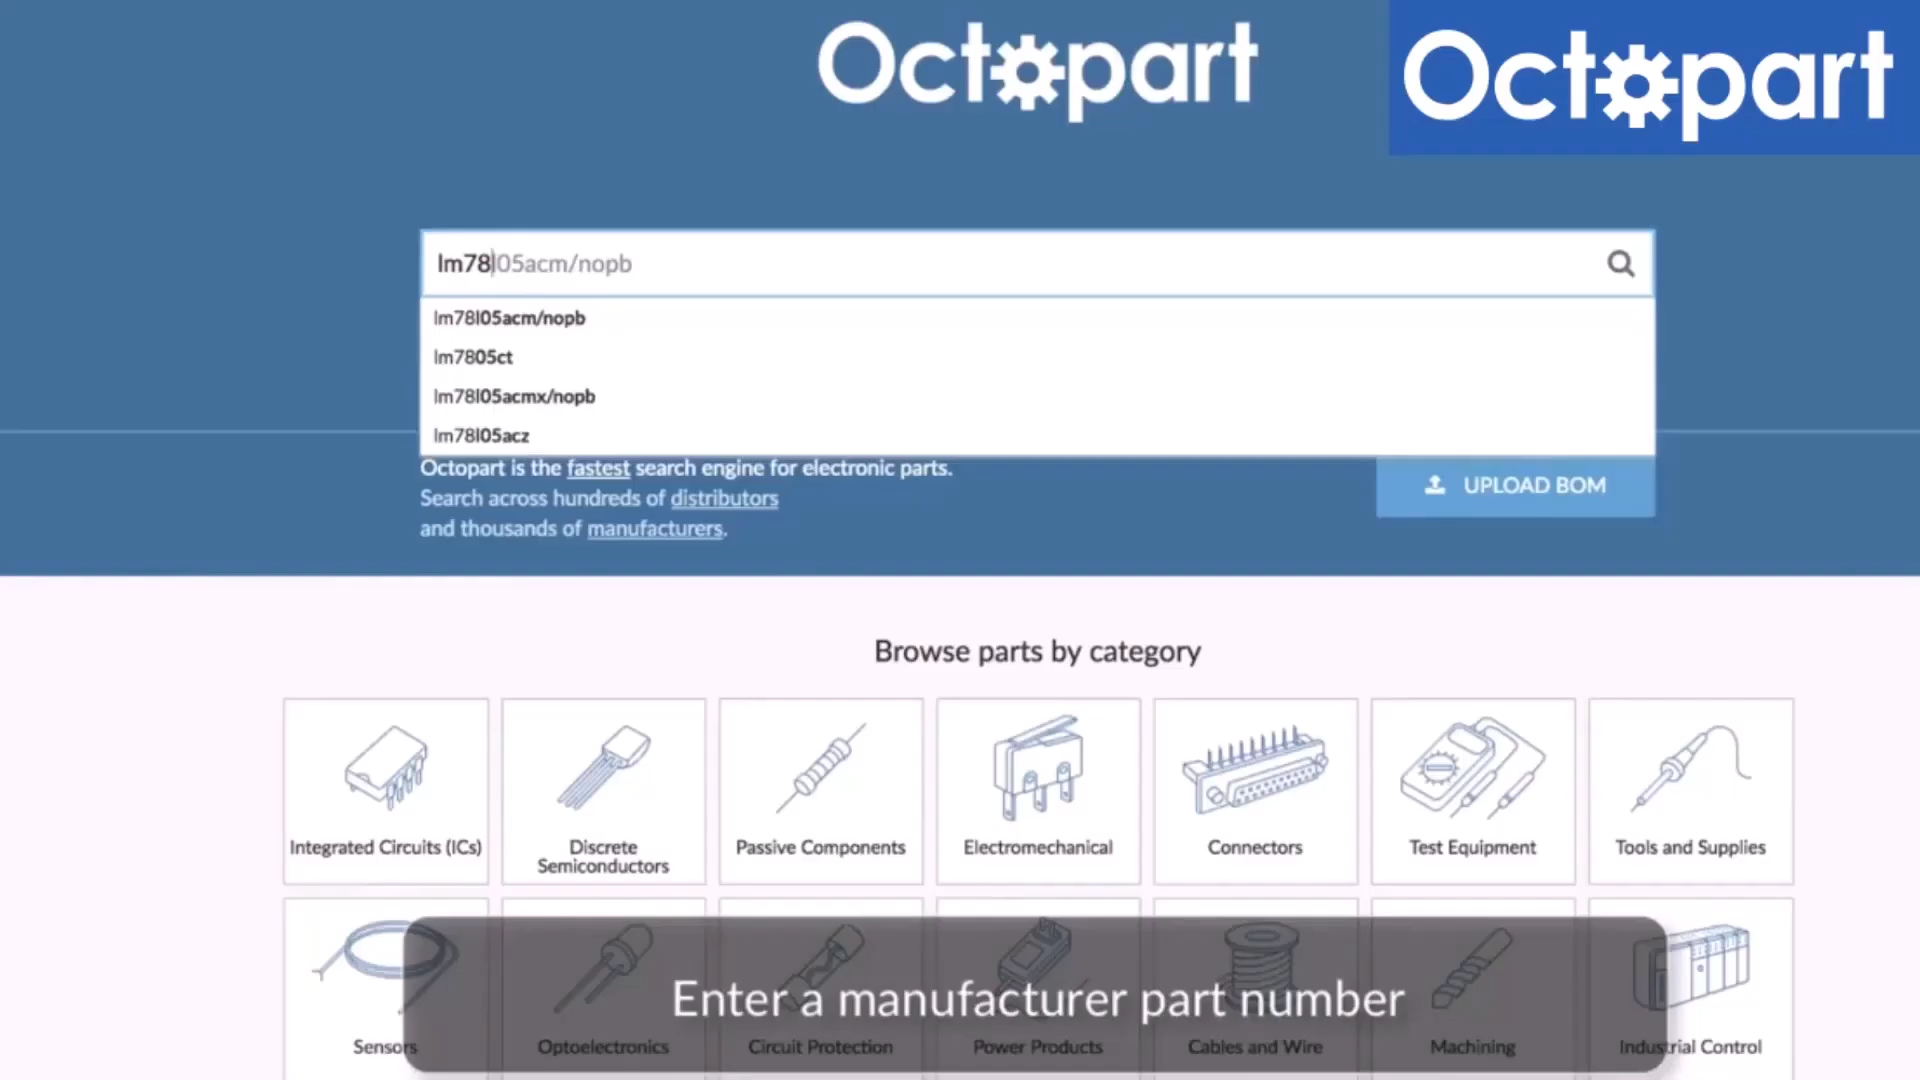 Octopart
Octopart
lm78l05acm/nopb
lm78l05acm/nopb
lm7805ct
lm78l05acmx/nopb
lm78l05acz
Octopart is the fastest search engine for electronic parts.
Search across hundreds of distributors
and thousands of manufacturers.
UPLOAD BOM
Browse parts by category
Integrated Circuits (ICs)
Discrete
Semiconductors
Passive Components
Electromechanical
Connectors
Test Equipment
Tools and Supplies
Enter a manufacturer part number
Sensors
Optoelectronics
Circuit Protection
Power Products
Cables and Wire
Machining
Industrial Control